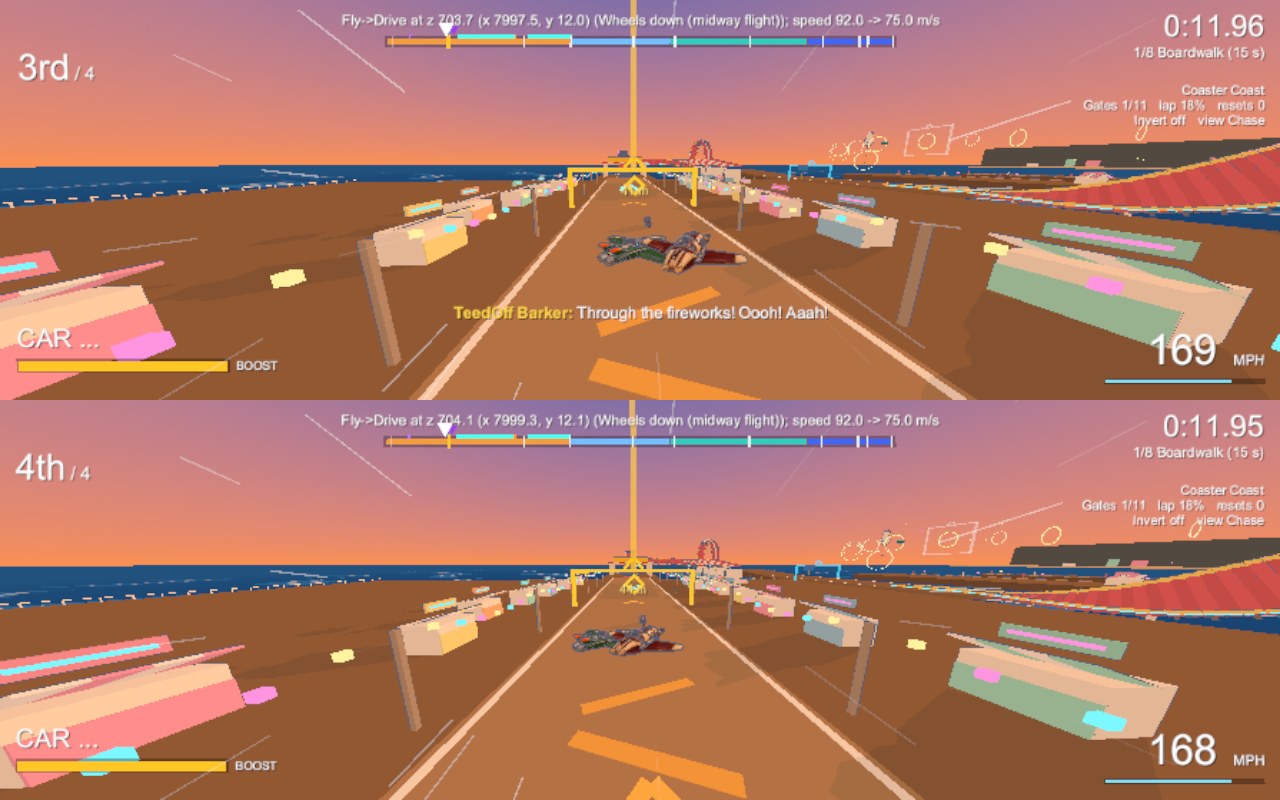 Fly->Drive at z 703.7 (x 7997.5, y 12.0) (Wheels down (midway flight)); speed 92.0 -> 75.0 m/s
0:11.96
1/8 Boardwalk (15 s)
3rd / 4
Coaster Coast
Gates 1/11 lap 18% resets 0
Invert off view Chase
TeedOff Barker: Through the fireworks! Oooh! Aaah!
CAR ...
BOOST
169 MPH
Fly->Drive at z 704.1 (x 7999.3, y 12.1) (Wheels down (midway flight)); speed 92.0 -> 75.0 m/s
0:11.95
1/8 Boardwalk (15 s)
4th / 4
Coaster Coast
Gates 1/11 lap 18% resets 0
Invert off view Chase
CAR ...
BOOST
168 MPH